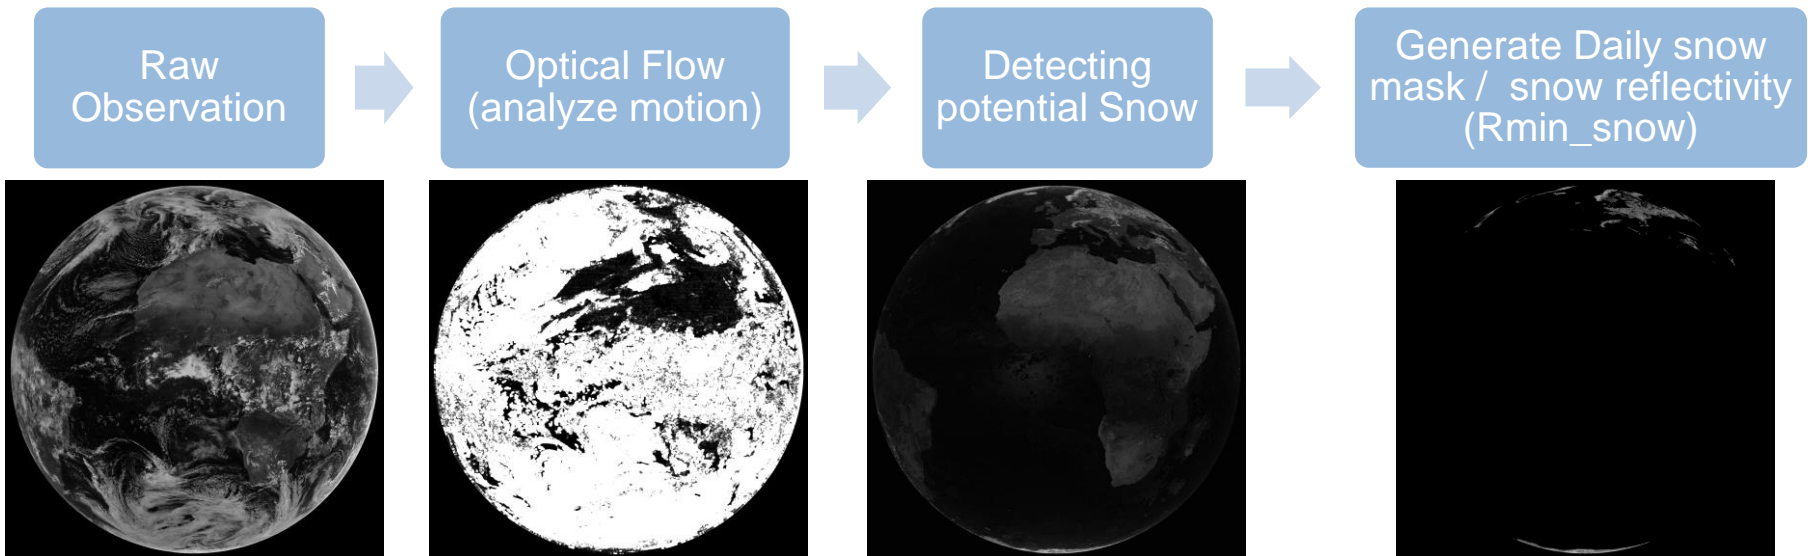 Raw
Observation
Optical Flow
(analyze motion)
Detecting
potential Snow
Generate Daily snow
mask /  snow reflectivity
(Rmin_snow)